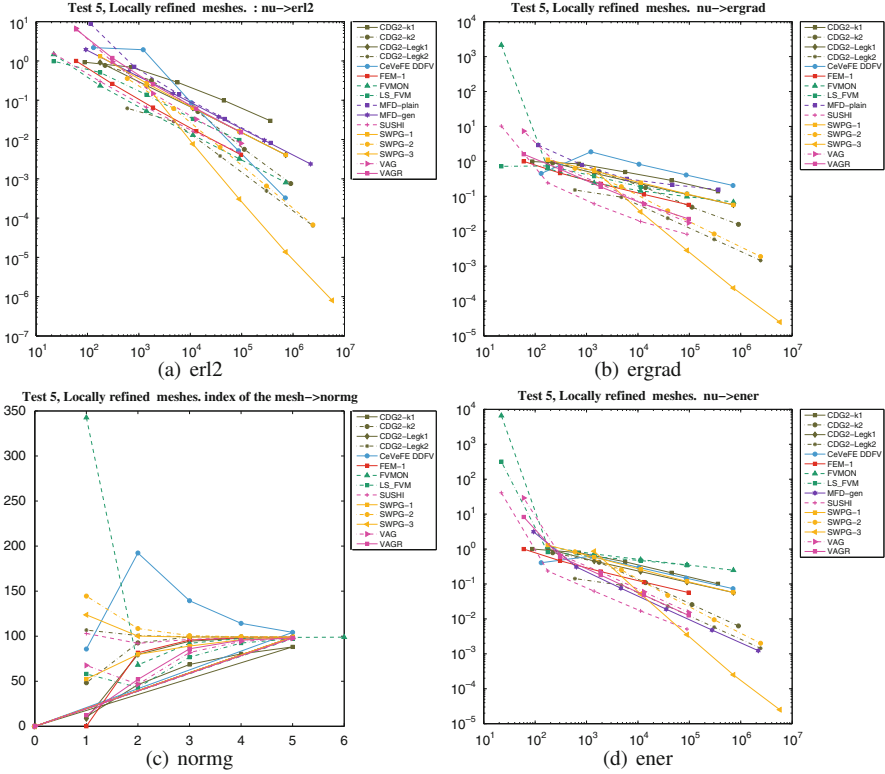 Test 5, Locally refined meshes. : nu->erl2
10^2
10^1
10^0
10^-1
10^-2
10^-3
10^-4
10^-5
10^-6
10^-7
10^1 10^2 10^3 10^4 10^5 10^6 10^7
CDG2-k1
CDG2-k2
CDG2-Legk1
CDG2-Legk2
CeVeFE DDFV
FEM-1
FVMON
LS_FVM
MFD-plain
MFD-gen
SUSHI
SWPG-1
SWPG-2
SWPG-3
VAG
VAGR
(a) erl2
Test 5, Locally refined meshes. nu->ergrad
10^4
10^3
10^2
10^1
10^0
10^-1
10^-2
10^-3
10^-4
10^-5
10^1 10^2 10^3 10^4 10^5 10^6 10^7
CDG2-k1
CDG2-k2
CDG2-Legk1
CDG2-Legk2
CeVeFE DDFV
FEM-1
FVMON
LS_FVM
MFD-plain
SUSHI
SWPG-1
SWPG-2
SWPG-3
VAG
VAGR
(b) ergrad
Test 5, Locally refined meshes. index of the mesh->normg
350
300
250
200
150
100
50
0
0 1 2 3 4 5 6
CDG2-k1
CDG2-k2
CDG2-Legk1
CDG2-Legk2
CeVeFE DDFV
FEM-1
FVMON
LS_FVM
SUSHI
SWPG-1
SWPG-2
SWPG-3
VAG
VAGR
(c) normg
Test 5, Locally refined meshes. nu->ener
10^4
10^3
10^2
10^1
10^0
10^-1
10^-2
10^-3
10^-4
10^-5
10^1 10^2 10^3 10^4 10^5 10^6 10^7
CDG2-k1
CDG2-k2
CDG2-Legk1
CDG2-Legk2
CeVeFE DDFV
FEM-1
FVMON
LS_FVM
MFD-gen
SUSHI
SWPG-1
SWPG-2
SWPG-3
VAG
VAGR
(d) ener